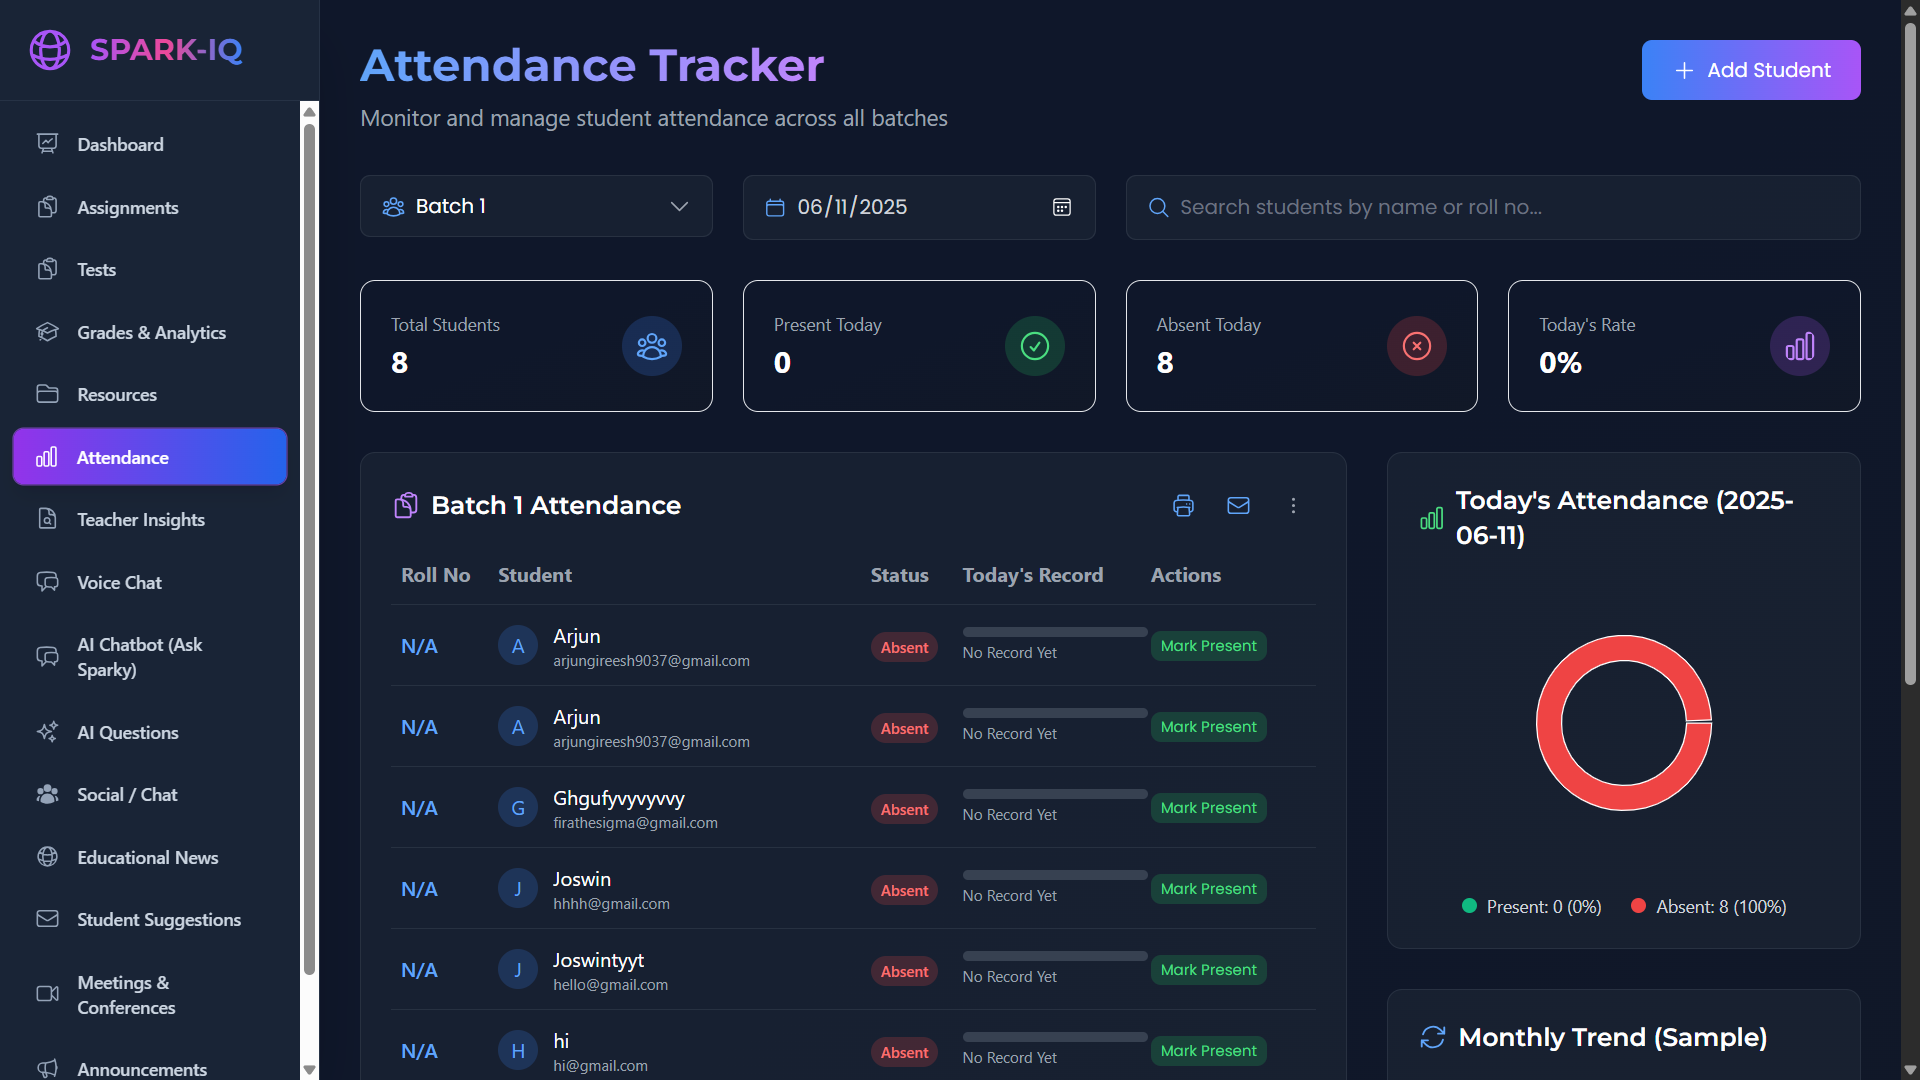 SPARK-IQ
Dashboard
Assignments
Tests
Grades & Analytics
Resources
Attendance
Teacher Insights
Voice Chat
AI Chatbot (Ask
Sparky)
AI Questions
Social / Chat
Educational News
Student Suggestions
Meetings &
Conferences
Announcements
Attendance Tracker
Monitor and manage student attendance across all batches
Add Student
Batch 1
06/11/2025
Search students by name or roll no...
Total Students
8
Present Today
0
Absent Today
8
Today's Rate
0%
Batch 1 Attendance
Roll No Student Status Today's Record Actions
N/A A Arjun Absent Mark Present
arjungireesh9037@gmail.com No Record Yet
N/A A Arjun Absent Mark Present
arjungireesh9037@gmail.com No Record Yet
N/A G Ghgufyvyvyvvy Absent Mark Present
firathesigma@gmail.com No Record Yet
N/A J Joswin Absent Mark Present
hhhh@gmail.com No Record Yet
N/A J Joswintyyt Absent Mark Present
hello@gmail.com No Record Yet
N/A H hi Absent Mark Present
hi@gmail.com No Record Yet
Today's Attendance (2025-
06-11)
Present: 0 (0%) Absent: 8 (100%)
Monthly Trend (Sample)